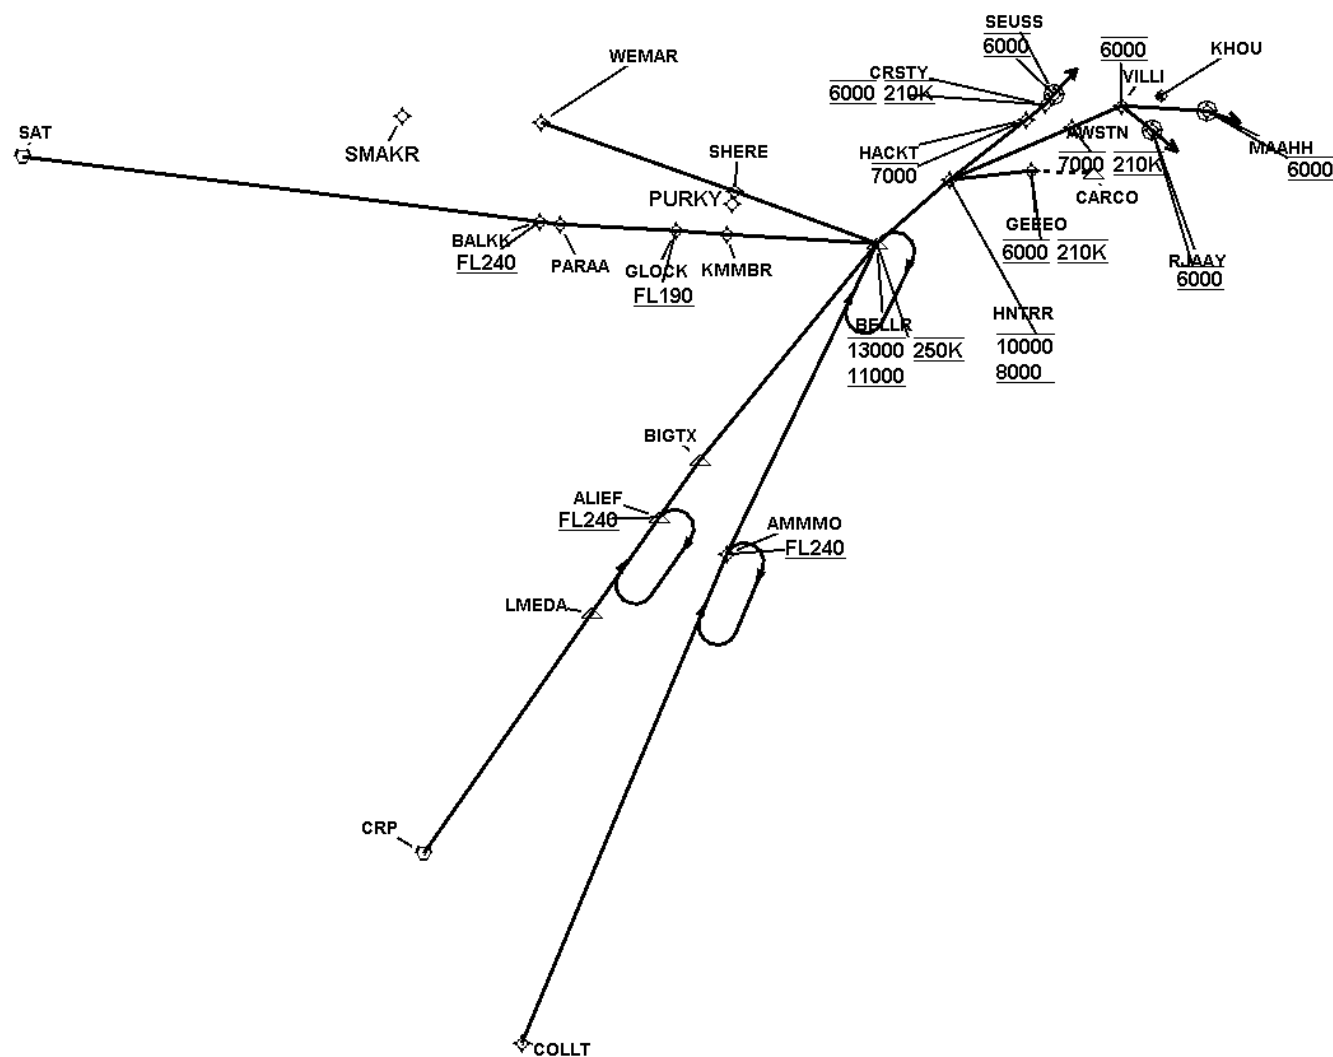 SEUSS
6000
6000
KHOU
VILLI
WEMAR
CRSTY
6000 210K
SAT
SMAKR
SHERE
HACKT
7000
AWSTN
7000 210K
MAAHH
6000
PURKY
CARCO
GEEEO
6000 210K
BALKK
FL240
PARAA
GLOCK
FL190
KMMBR
RJAAY
6000
BELLR
13000 250K
11000
HNTRR
10000
8000
BIGTX
ALIEF
FL240
AMMMO
FL240
LMEDA
CRP
COLLT